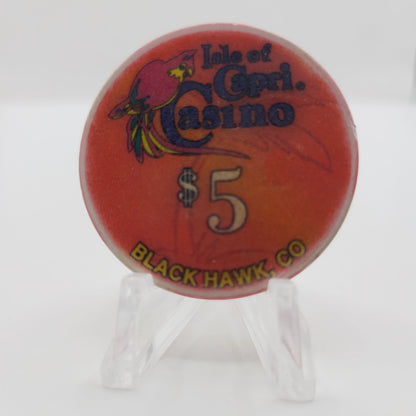 Isle of
Capri.
Casino
$5
BLACK HAWK, CO